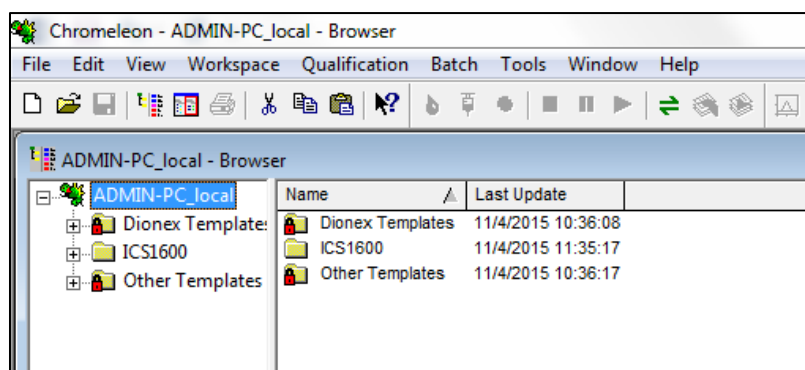 Chromeleon - ADMIN-PC_local - Browser
File Edit View Workspace Qualification Batch Tools Window Help
ADMIN-PC_local - Browser
ADMIN-PC_local
Dionex Template
ICS1600
Other Templates
Name Last Update
Dionex Templates 11/4/2015 10:36:08
ICS1600 11/4/2015 11:35:17
Other Templates 11/4/2015 10:36:17